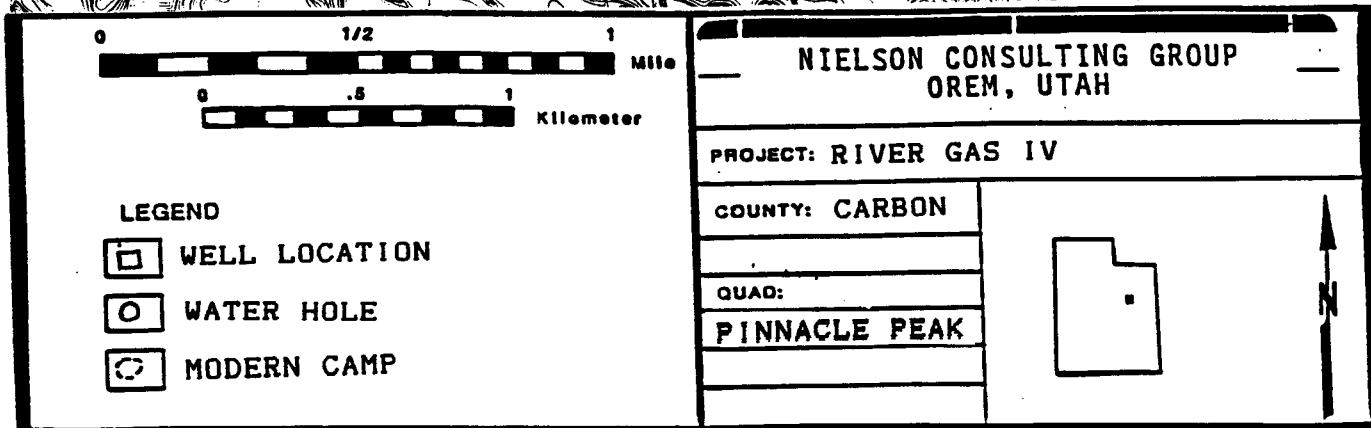 0 1/2 1
Mile
0 .5 1
Kilometer
LEGEND
WELL LOCATION
WATER HOLE
MODERN CAMP
NIELSON CONSULTING GROUP
OREM, UTAH
PROJECT: RIVER GAS IV
COUNTY: CARBON
QUAD:
PINNACLE PEAK
N